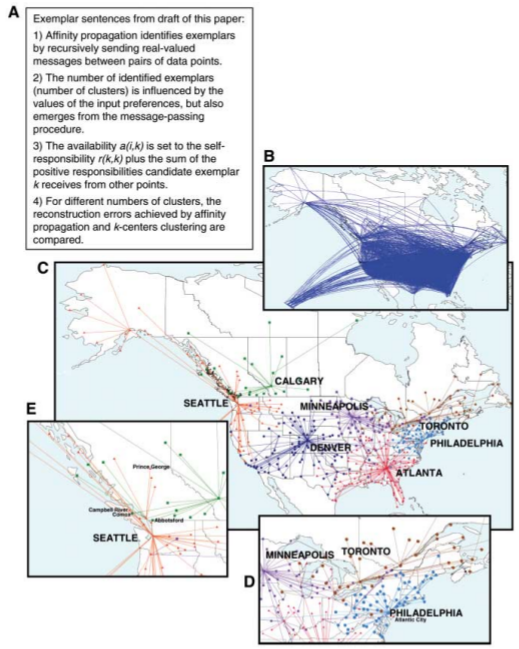 A
Exemplar sentences from draft of this paper:
1) Affinity propagation identifies exemplars
by recursively sending real-valued
messages between pairs of data points.
2) The number of identified exemplars
(number of clusters) is influenced by the
values of the input preferences, but also
emerges from the message-passing
procedure.
3) The availability a(i,k) is set to the self-
responsibility r(k,k) plus the sum of the
positive responsibilities candidate exemplar
k receives from other points.
4) For different numbers of clusters, the
reconstruction errors achieved by affinity
propagation and k-centers clustering are
compared.
B
C
CALGARY
SEATTLE
MINNEAPOLIS
TORONTO
PHILADELPHIA
DENVER
ATLANTA
E
Prince George
Campbell River
Comox
Abbotsford
SEATTLE
D
MINNEAPOLIS
TORONTO
PHILADELPHIA
Atlantic City